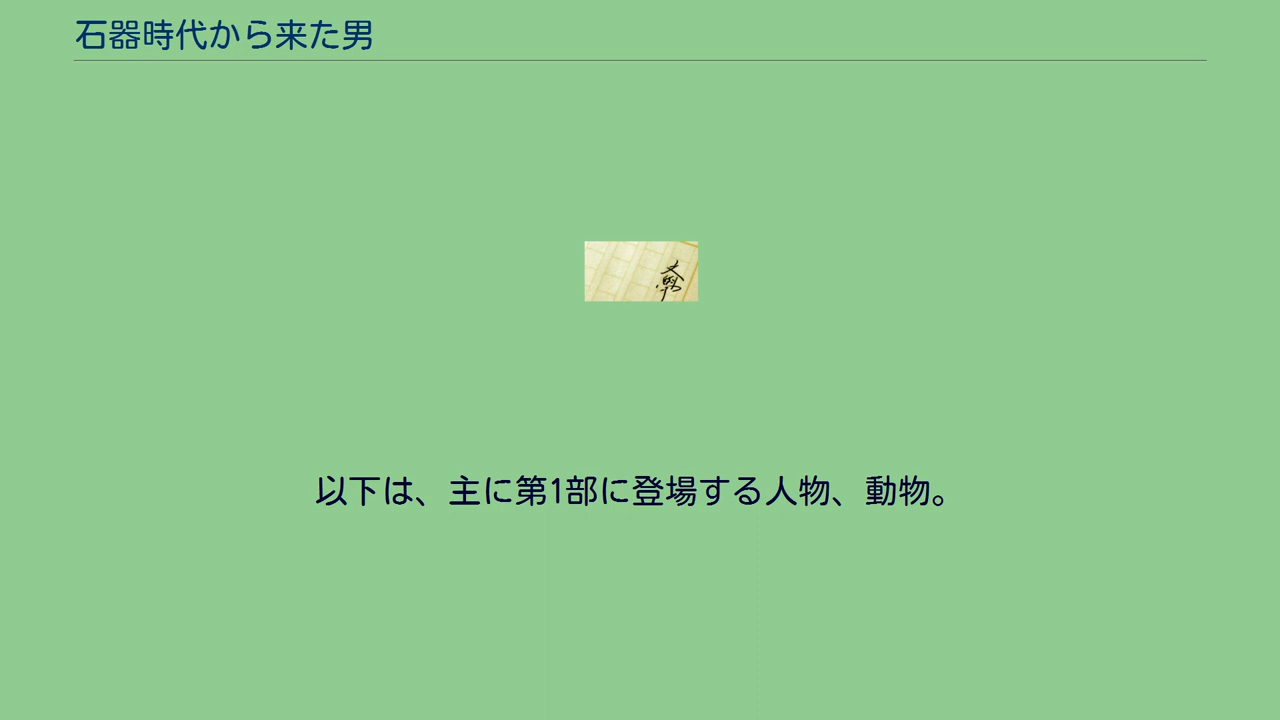 石器時代から来た男
以下は、主に第1部に登場する人物、動物。